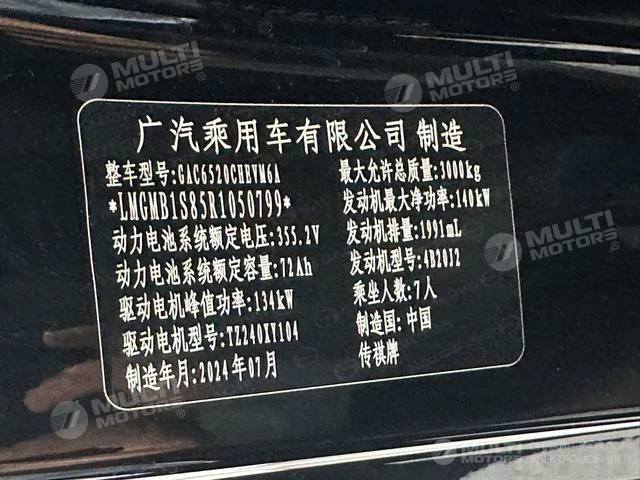 广汽乘用车有限公司 制造
整车型号:GAC6520CHEVM6A
*LMGMB1S85R1050799*
动力电池系统额定电压:355.2V
动力电池系统额定容量:72Ah
驱动电机峰值功率:134kW
驱动电机型号:TZ240XY104
制造年月:2024年07月
最大允许总质量:3000kg
发动机最大净功率:140kW
发动机排量:1991mL
发动机型号:4B20J2
乘坐人数:7人
制造国:中国
传祺牌
MULTI
MOTORS
MULTI
MOTORS
MULTI
MOTORS
MULTI
MOTORS
MULTI
MOTORS
MULTI
ЭЛЕКТРОМОБИЛЕЙ